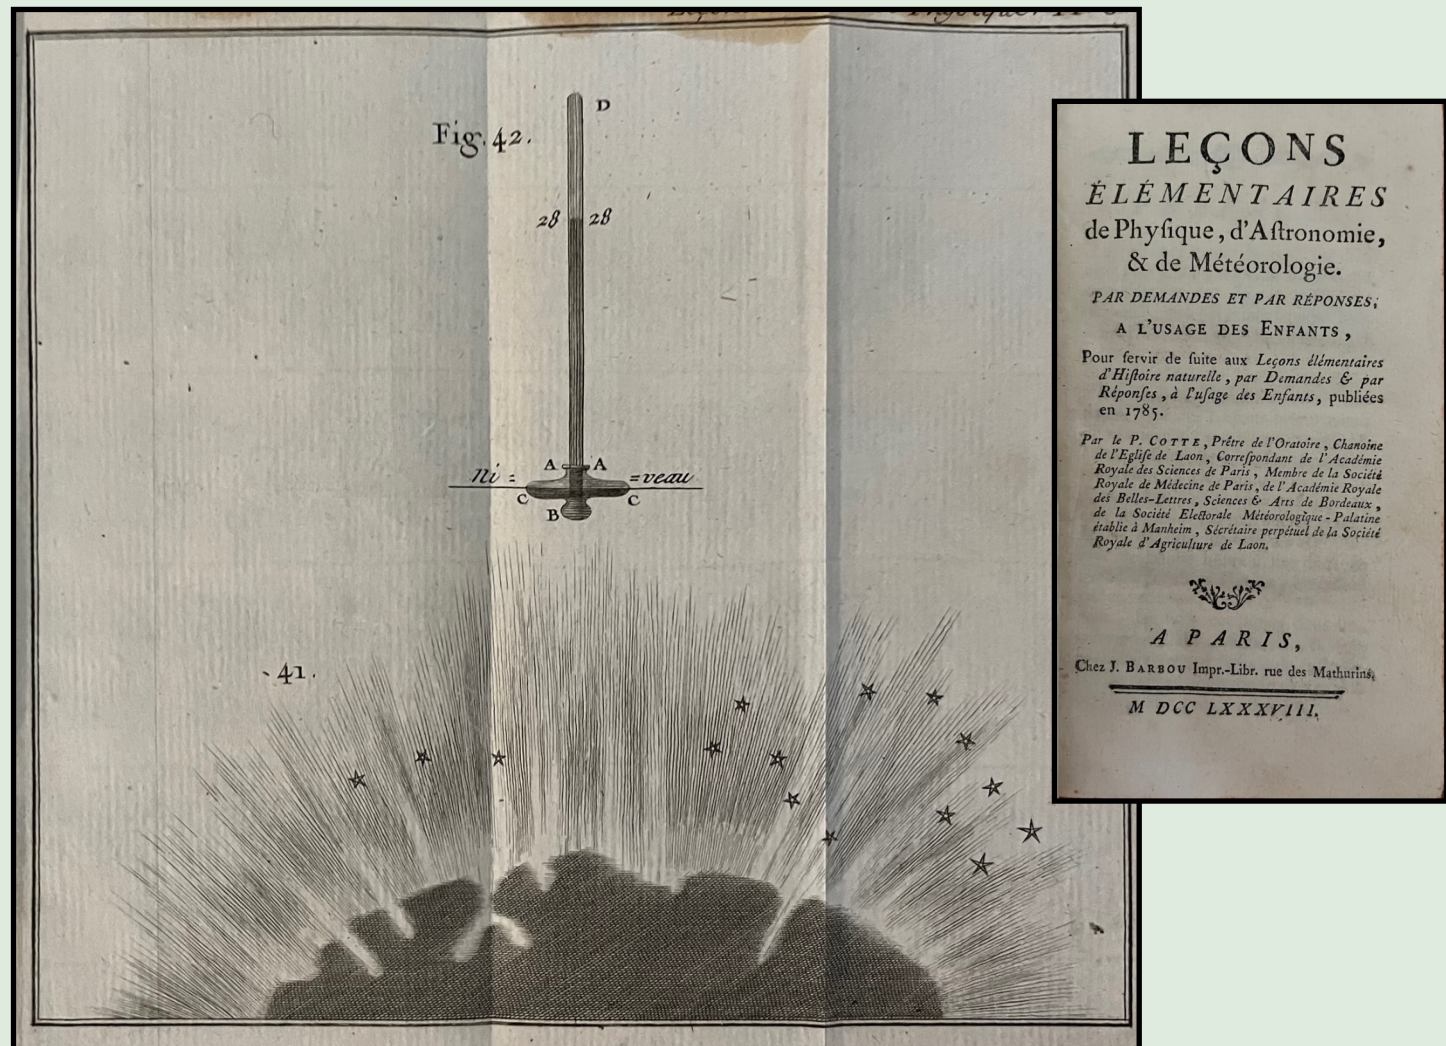 Fig. 42.
D
28 28
A A
ni = = veau
C C
B
41.
LEÇONS
ÉLÉMENTAIRES
de Phyſique, d'Aſtronomie,
& de Météorologie.
PAR DEMANDES ET PAR RÉPONSES;
A L'USAGE DES ENFANTS,
Pour ſervir de ſuite aux Leçons élémentaires
d'Hiſtoire naturelle, par Demandes & par
Réponſes, à l'uſage des Enfants, publiées
en 1785.
Par le P. COTTE, Prêtre de l'Oratoire, Chanoine
de l'Egliſe de Laon, Correſpondant de l'Académie
Royale des Sciences de Paris, Membre de la Société
Royale de Médecine de Paris, de l'Académie Royale
des Belles-Lettres, Sciences & Arts de Bordeaux,
de la Société Electorale Météorologique-Palatine
établie à Manheim, Sécrétaire perpétuel de la Société
Royale d'Agriculture de Laon.
A PARIS,
Chez J. BARBOU Impr.-Libr. rue des Mathurins.
M DCC LXXXVIII.